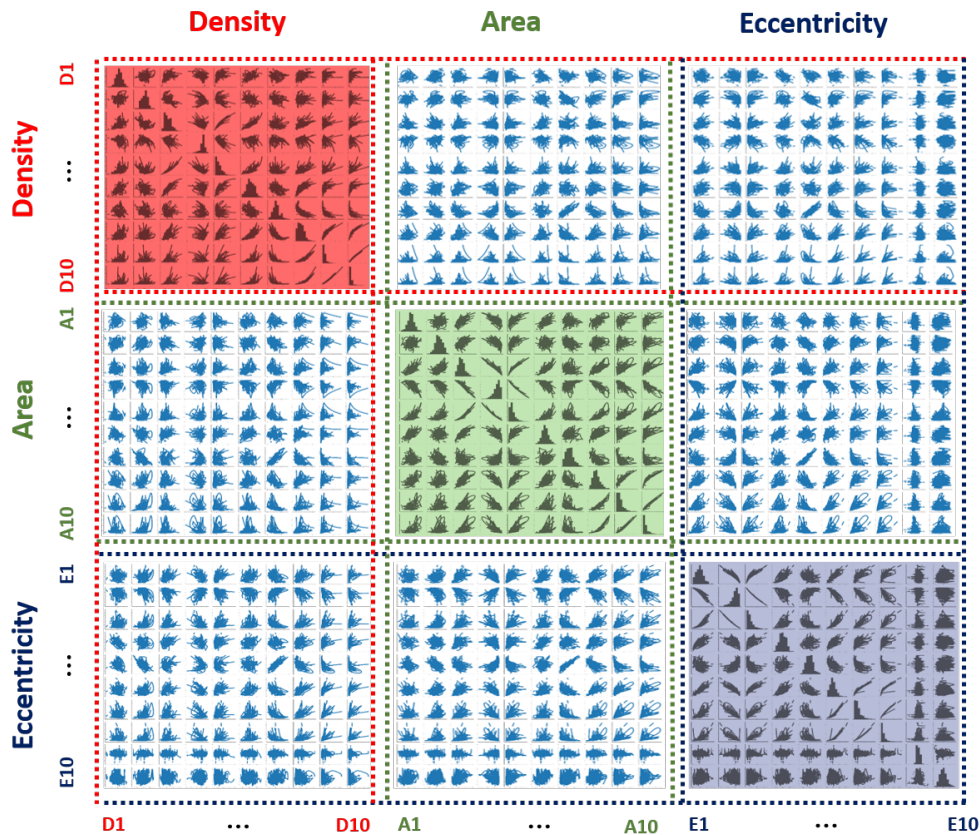 Density Area Eccentricity
D1
Density
...
D10
A1
Area
...
A10
E1
Eccentricity
...
E10
D1 ... D10 A1 ... A10 E1 ... E10